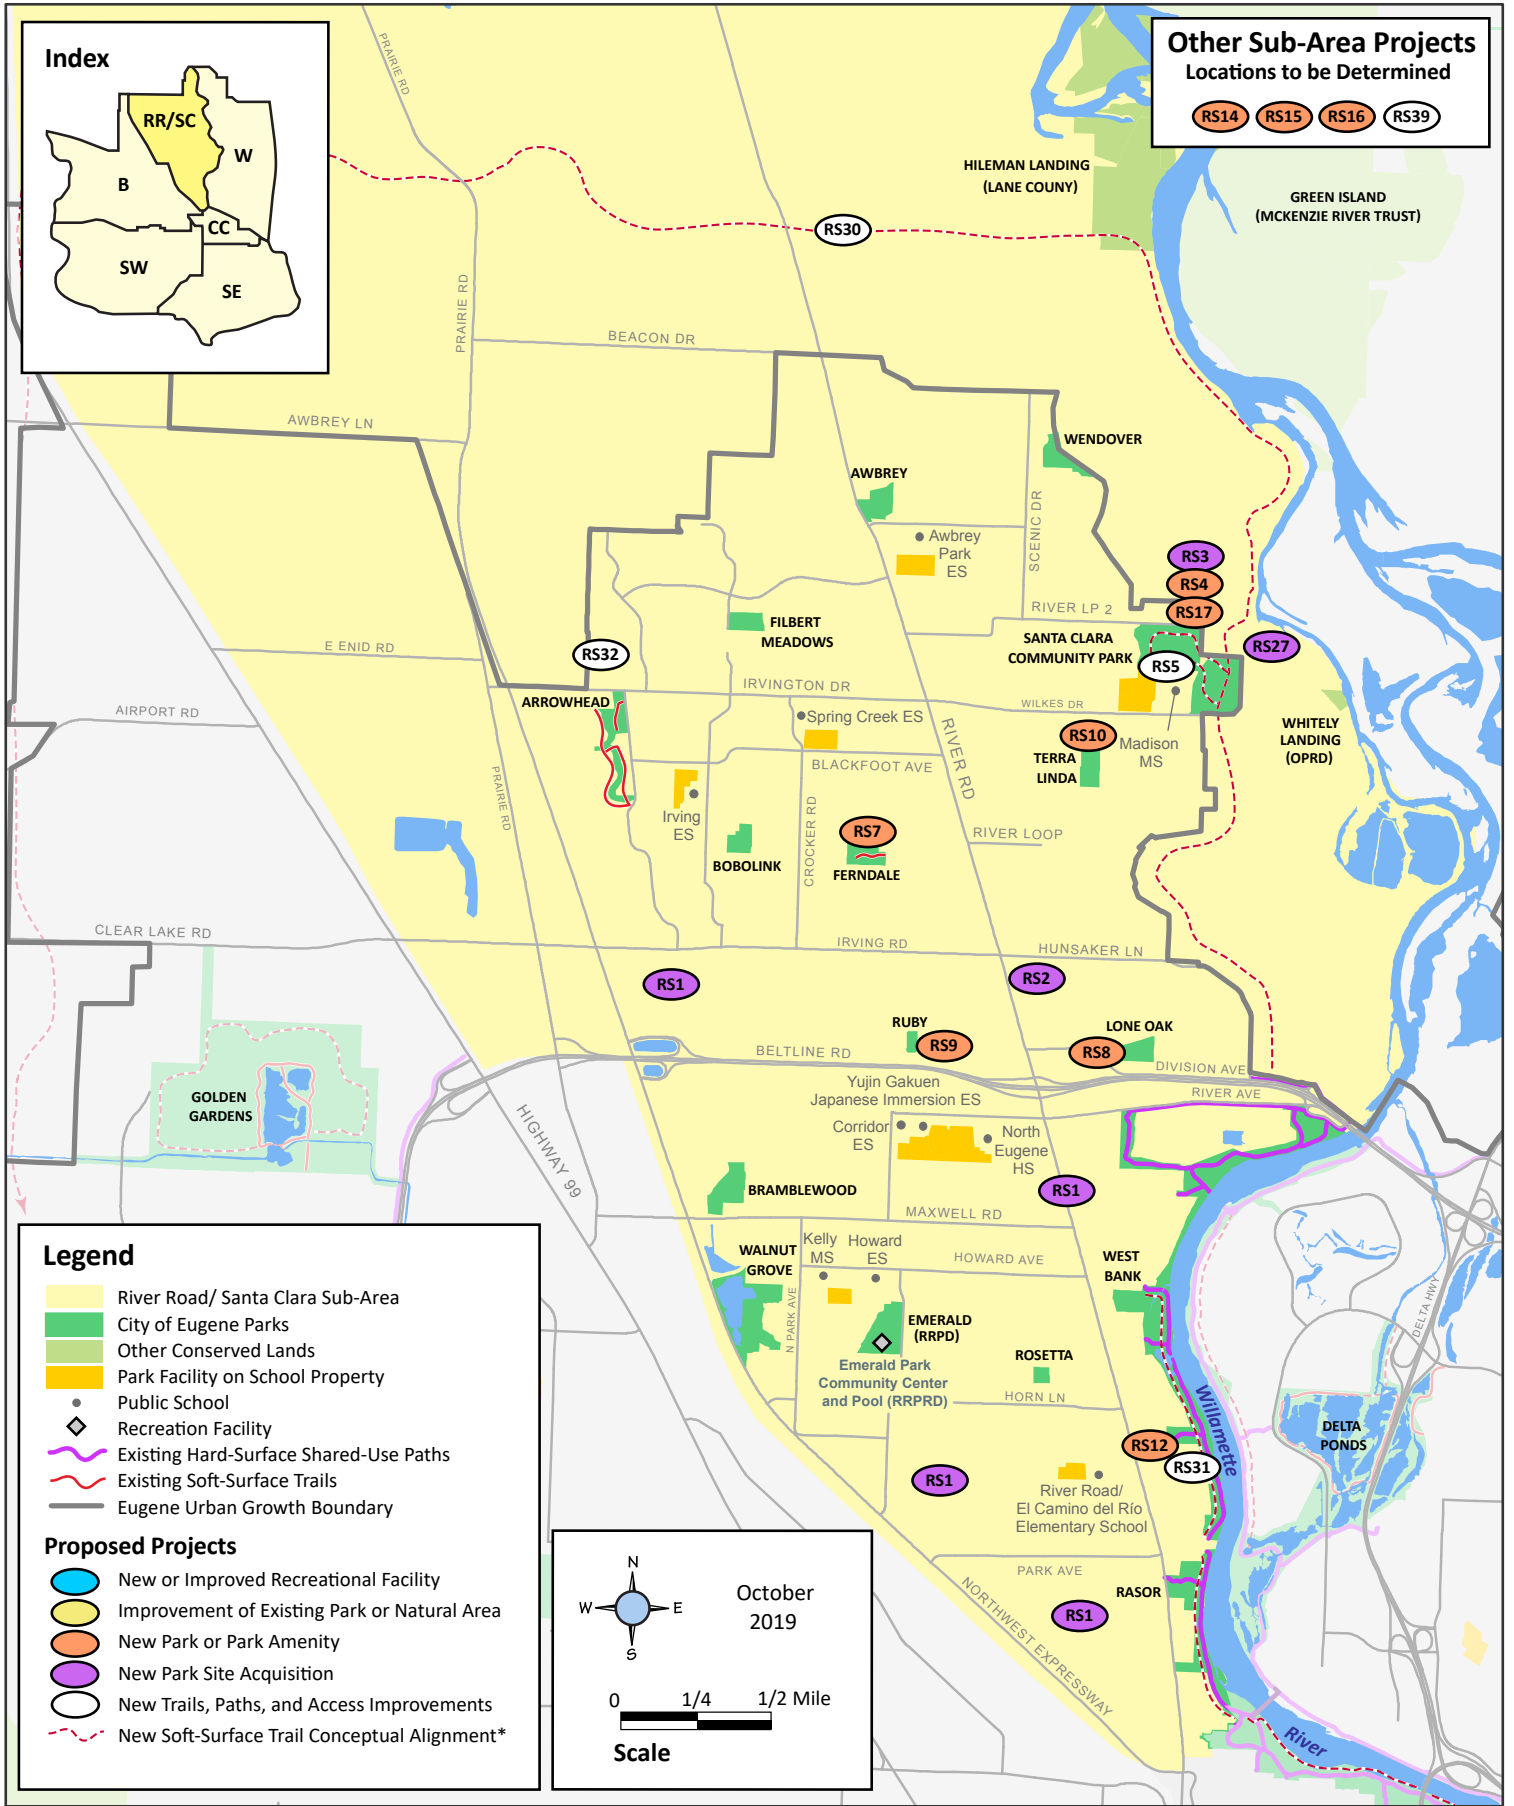 Index
RR/SC
W
B
CC
SW
SE
Other Sub-Area Projects
Locations to be Determined
RS14
RS15
RS16
RS39
PRAIRIE RD
HILEMAN LANDING
(LANE COUNY)
GREEN ISLAND
(MCKENZIE RIVER TRUST)
RS30
PRAIRIE RD
BEACON DR
AWBREY LN
WENDOVER
AWBREY
SCENIC DR
Awbrey
Park
ES
RS3
RS4
RS17
RIVER LP 2
FILBERT
MEADOWS
SANTA CLARA
COMMUNITY PARK
RS5
RS27
E ENID RD
RS32
IRVINGTON DR
ARROWHEAD
WILKES DR
AIRPORT RD
Spring Creek ES
RIVER RD
RS10
Madison
MS
WHITELY
LANDING
(OPRD)
TERRA
LINDA
BLACKFOOT AVE
PRAIRIE RD
Irving
ES
CROCKER RD
RS7
RIVER LOOP
BOBOLINK
FERNDALE
CLEAR LAKE RD
IRVING RD
HUNSAKER LN
RS1
RS2
RUBY
RS9
LONE OAK
RS8
BELTLINE RD
DIVISION AVE
RIVER AVE
GOLDEN
GARDENS
Yujin Gakuen
Japanese Immersion ES
Corridor
ES
North
Eugene
HS
HIGHWAY 99
BRAMBLEWOOD
RS1
MAXWELL RD
Kelly
MS
Howard
ES
HOWARD AVE
WALNUT
GROVE
WEST
BANK
N PARK AVE
EMERALD
(RRPD)
DELTA HWY
Emerald Park
Community Center
and Pool (RRPRD)
ROSETTA
HORN LN
Willamette
DELTA
PONDS
RS12
RS31
RS1
River Road/
El Camino del Río
Elementary School
PARK AVE
RASOR
RS1
NORTHWEST EXPRESSWAY
River
Legend
River Road/ Santa Clara Sub-Area
City of Eugene Parks
Other Conserved Lands
Park Facility on School Property
Public School
Recreation Facility
Existing Hard-Surface Shared-Use Paths
Existing Soft-Surface Trails
Eugene Urban Growth Boundary
Proposed Projects
New or Improved Recreational Facility
Improvement of Existing Park or Natural Area
New Park or Park Amenity
New Park Site Acquisition
New Trails, Paths, and Access Improvements
New Soft-Surface Trail Conceptual Alignment*
N
W
E
S
October
2019
0
1/4
1/2 Mile
Scale